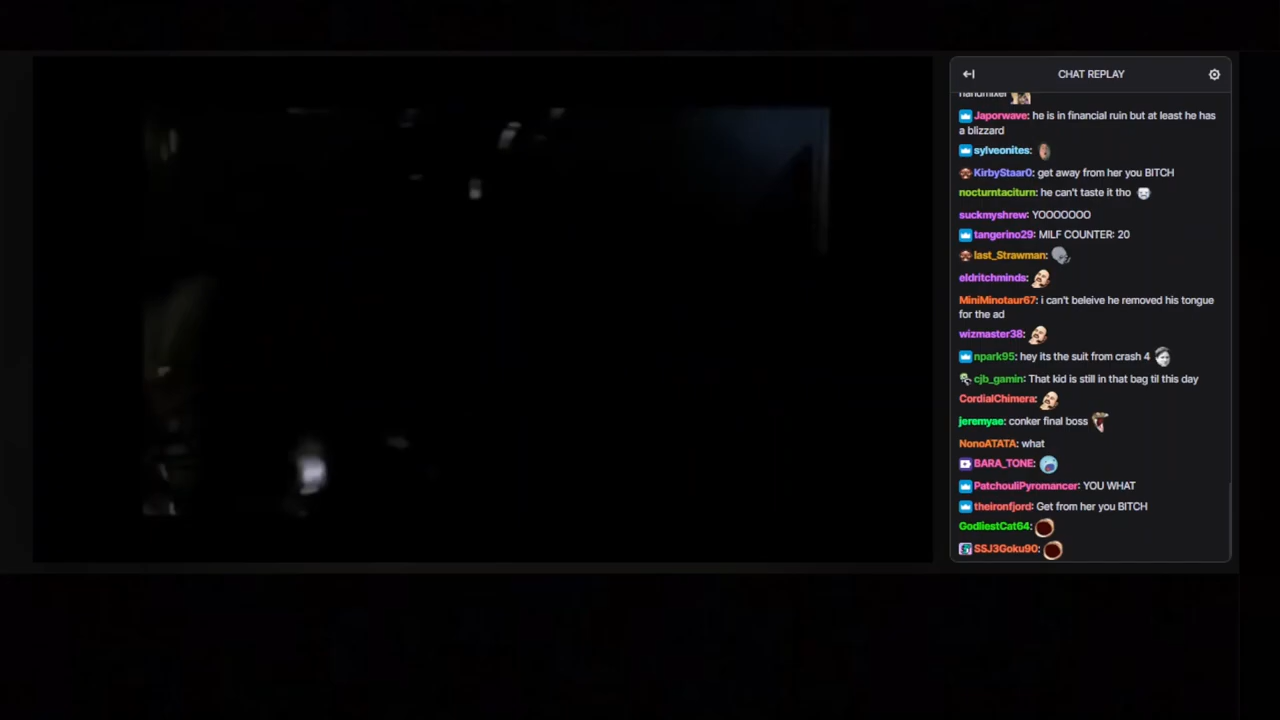 CHAT REPLAY
handmixer
Japorwave: he is in financial ruin but at least he has
a blizzard
sylveonites:
KirbyStaar0: get away from her you BITCH
nocturntaciturn: he can't taste it tho
suckmyshrew: YOOOOOOO
tangerino29: MILF COUNTER: 20
last_Strawman:
eldritchminds:
MiniMinotaur67: i can't beleive he removed his tongue
for the ad
wizmaster38:
npark95: hey its the suit from crash 4
cjb_gamin: That kid is still in that bag til this day
CordialChimera:
jeremyae: conker final boss
NonoATATA: what
BARA_TONE:
PatchouliPyromancer: YOU WHAT
theironfjord: Get from her you BITCH
GodliestCat64:
SSJ3Goku90: